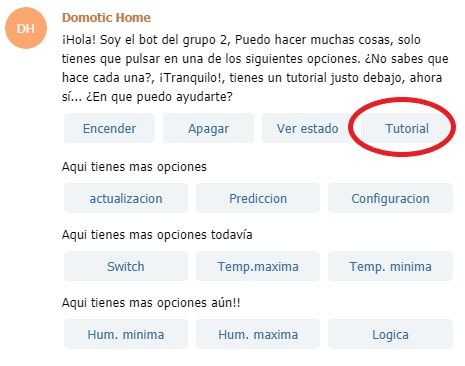 DH
Domotic Home
¡Hola! Soy el bot del grupo 2, Puedo hacer muchas cosas, solo
tienes que pulsar en una de los siguientes opciones. ¿No sabes que
hace cada una?, ¡Tranquilo!, tienes un tutorial justo debajo, ahora
sí... ¿En que puedo ayudarte?
Encender Apagar Ver estado Tutorial
Aqui tienes mas opciones
actualizacion Prediccion Configuracion
Aqui tienes mas opciones todavía
Switch Temp.maxima Temp. minima
Aqui tienes mas opciones aún!!
Hum. minima Hum. maxima Logica